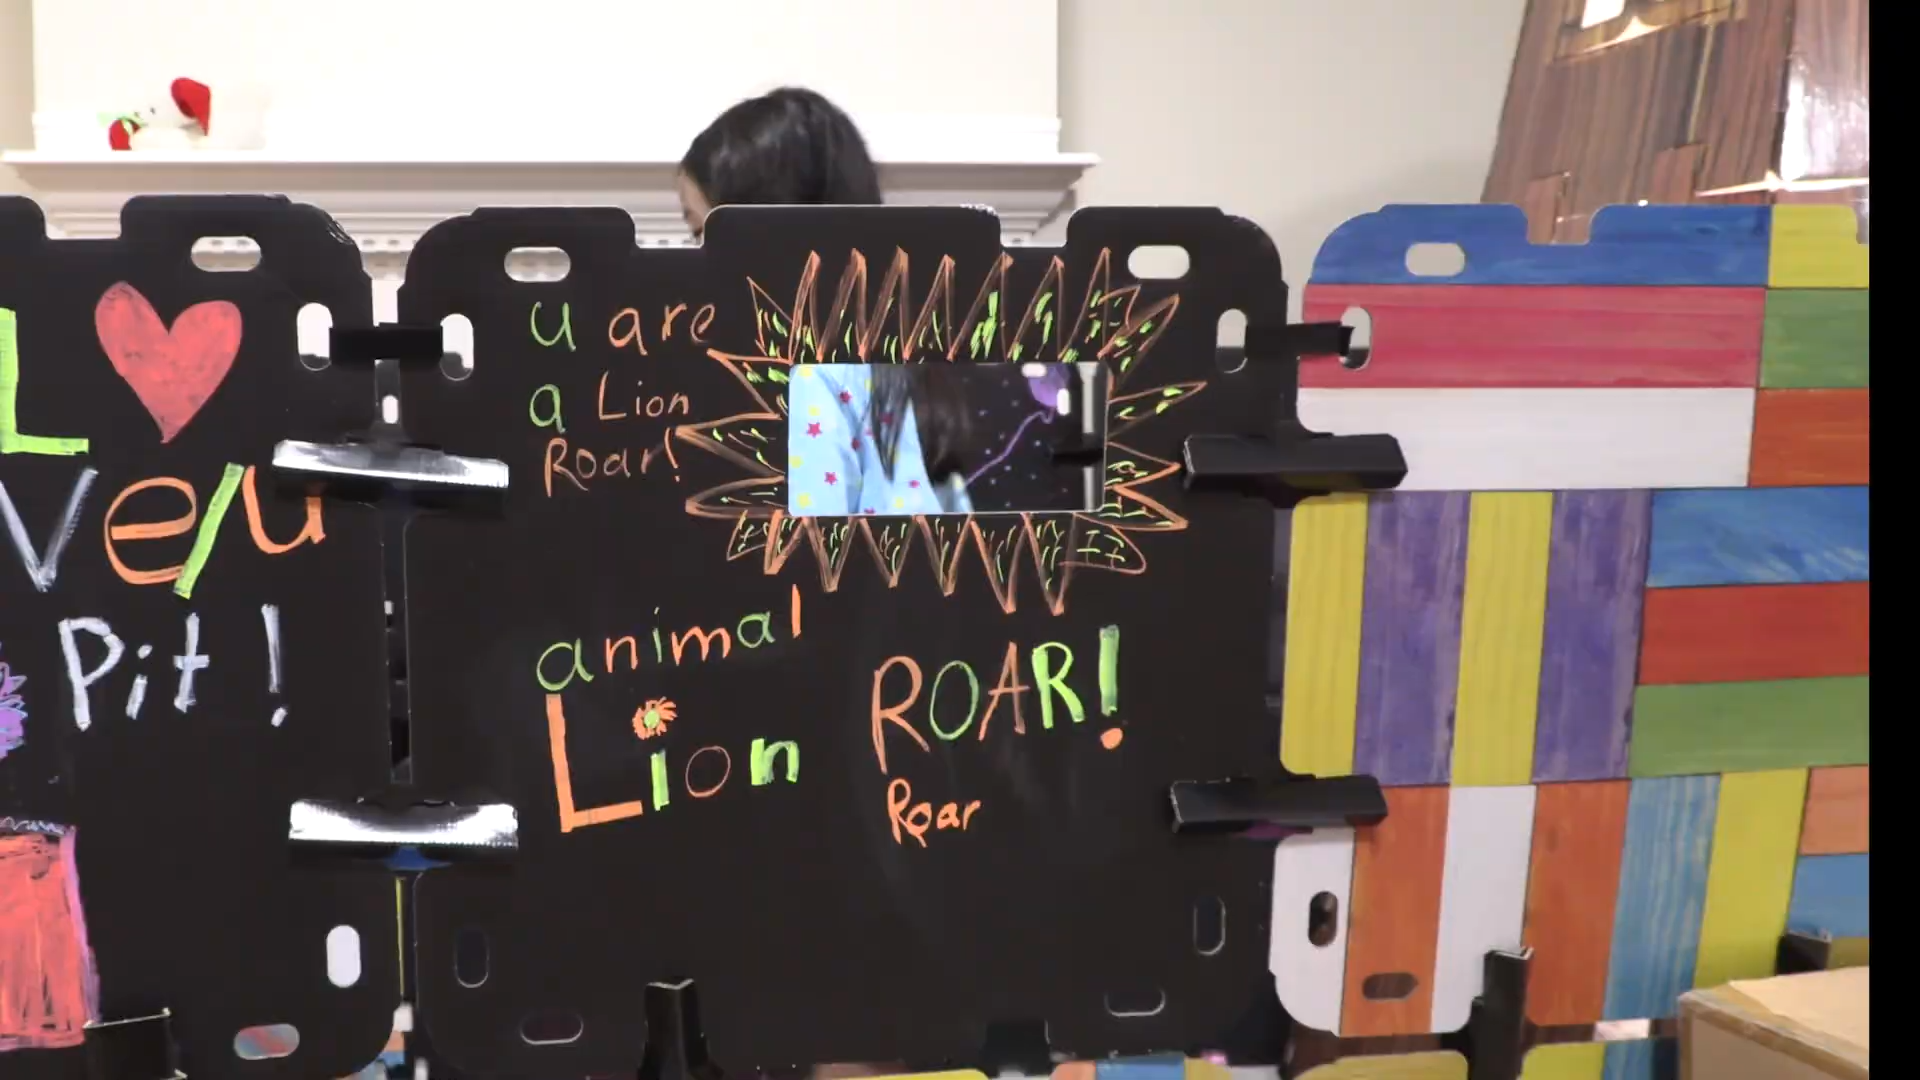 L ♥
ve/u
Pit!
u are
a Lion
Roar!
animal
Lion
ROAR!
Roar